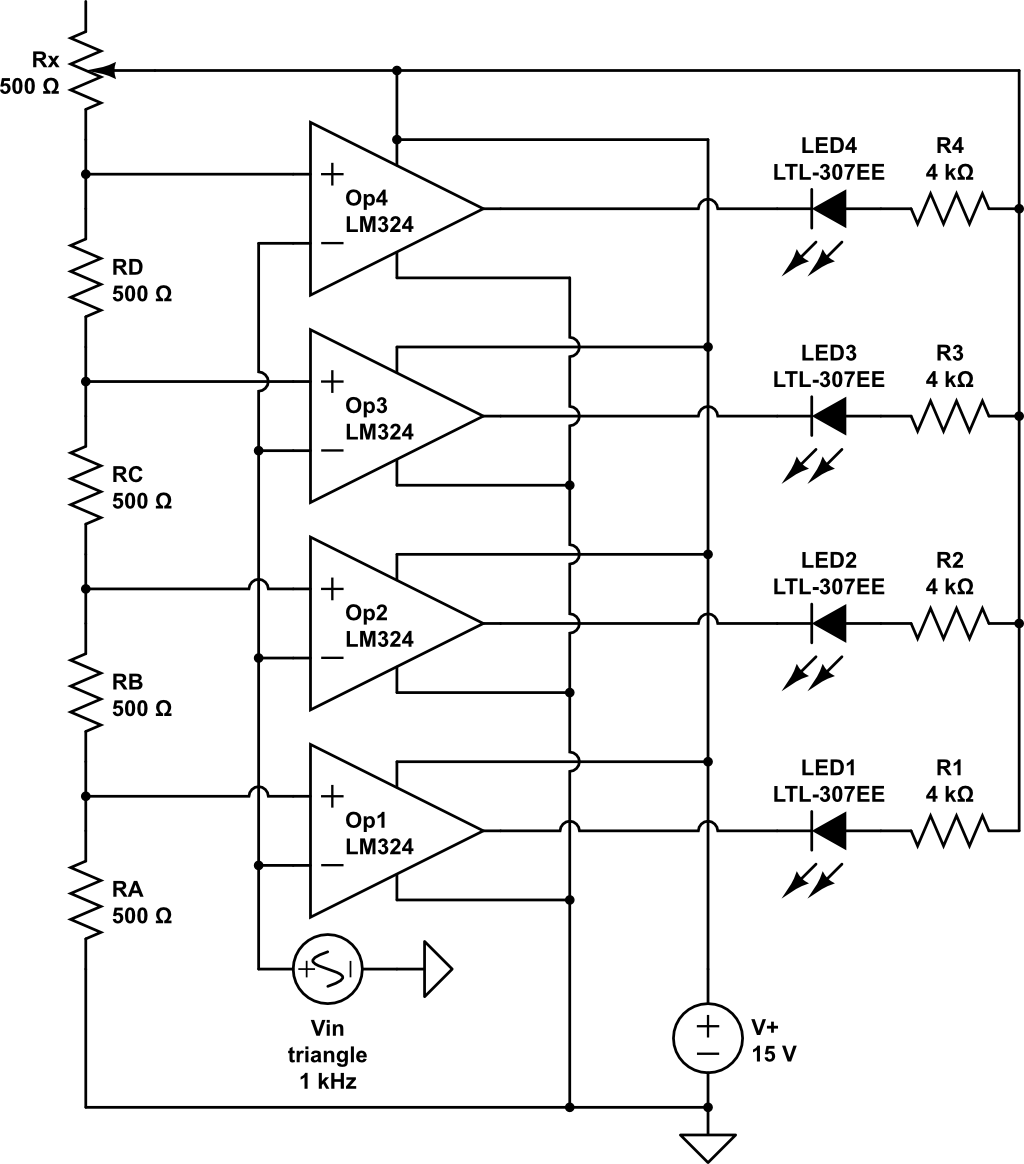 Rx
500 Ω
LED4
LTL-307EE
R4
4 kΩ
+
Op4
LM324
−
RD
500 Ω
LED3
LTL-307EE
R3
4 kΩ
+
Op3
LM324
−
RC
500 Ω
LED2
LTL-307EE
R2
4 kΩ
+
Op2
LM324
−
RB
500 Ω
LED1
LTL-307EE
R1
4 kΩ
+
Op1
LM324
−
RA
500 Ω
Vin
triangle
1 kHz
+
V+
15 V
−